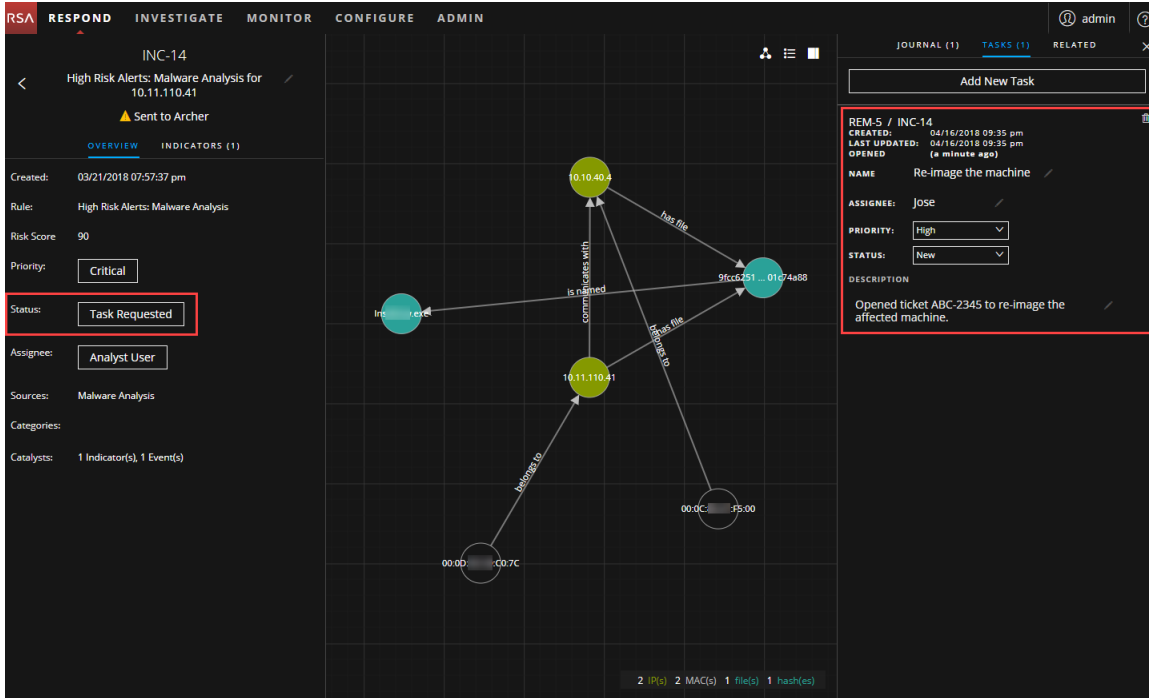 RSA RESPOND INVESTIGATE MONITOR CONFIGURE ADMIN admin ?
INC-14
High Risk Alerts: Malware Analysis for
10.11.110.41
Sent to Archer
OVERVIEW INDICATORS (1)
Created: 03/21/2018 07:57:37 pm
Rule: High Risk Alerts: Malware Analysis
Risk Score 90
Priority: Critical
Status: Task Requested
Assignee: Analyst User
Sources: Malware Analysis
Categories:
Catalysts: 1 Indicator(s), 1 Event(s)
10.10.40.4
has file
9fcc6251 ... 01c74a88
is named
communicates with
has file
belongs to
10.11.110.41
belongs to
00:0C: :F5:00
00:0D: :C0:7C
2 IP(s) 2 MAC(s) 1 file(s) 1 hash(es)
JOURNAL (1) TASKS (1) RELATED
Add New Task
REM-5 / INC-14
CREATED: 04/16/2018 09:35 pm
LAST UPDATED: 04/16/2018 09:35 pm
OPENED (a minute ago)
NAME Re-image the machine
ASSIGNEE: Jose
PRIORITY: High
STATUS: New
DESCRIPTION
Opened ticket ABC-2345 to re-image the
affected machine.